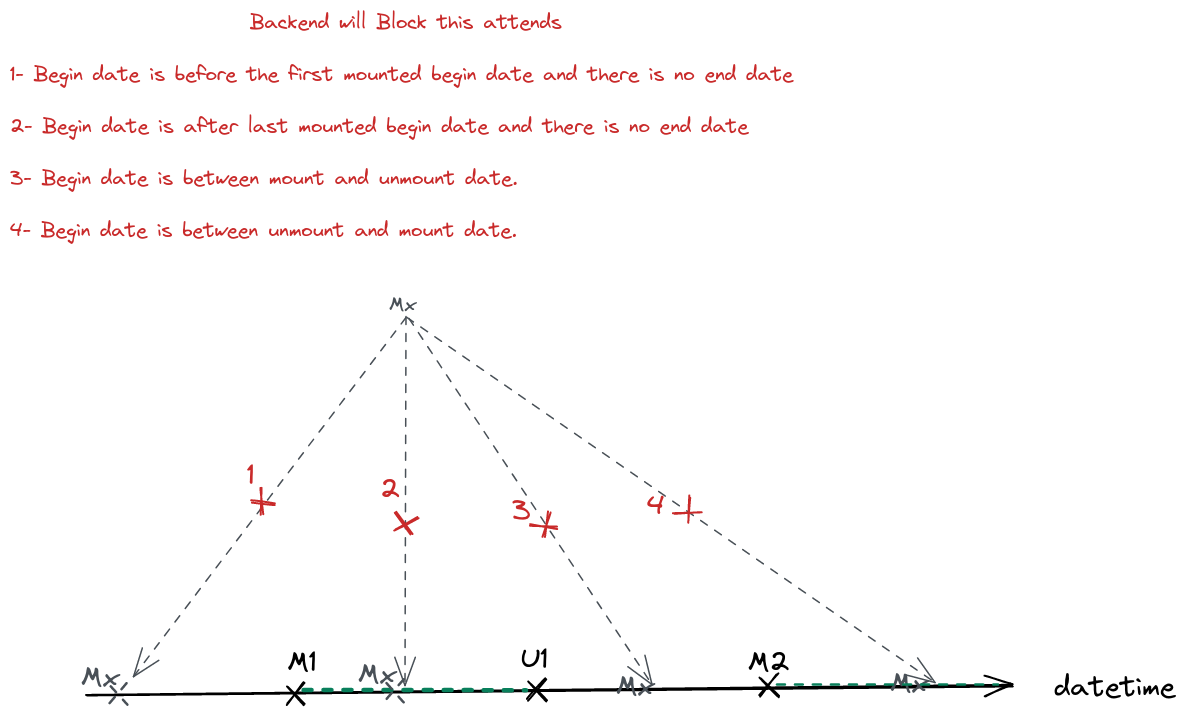 Backend will Block this attends
1- Begin date is before the first mounted begin date and there is no end date
2- Begin date is after last mounted begin date and there is no end date
3- Begin date is between mount and unmount date.
4- Begin date is between unmount and mount date.
Mx
1
2
3
4
Mx
M1
Mx
U1
Mx
M2
Mx
datetime